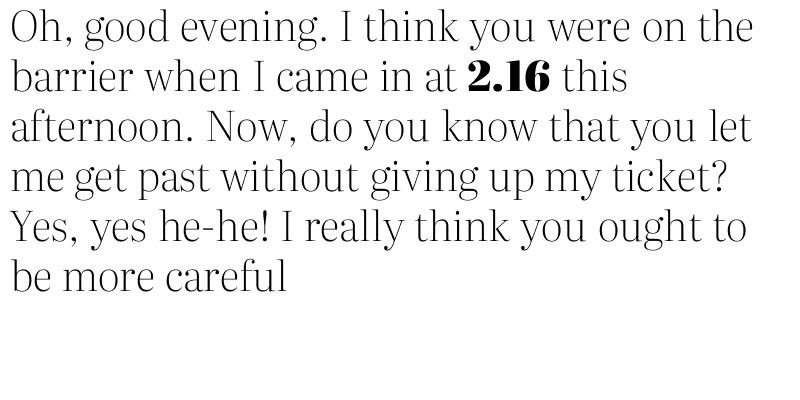 Oh, good evening. I think you were on the
barrier when I came in at 2.16 this
afternoon. Now, do you know that you let
me get past without giving up my ticket?
Yes, yes he-he! I really think you ought to
be more careful